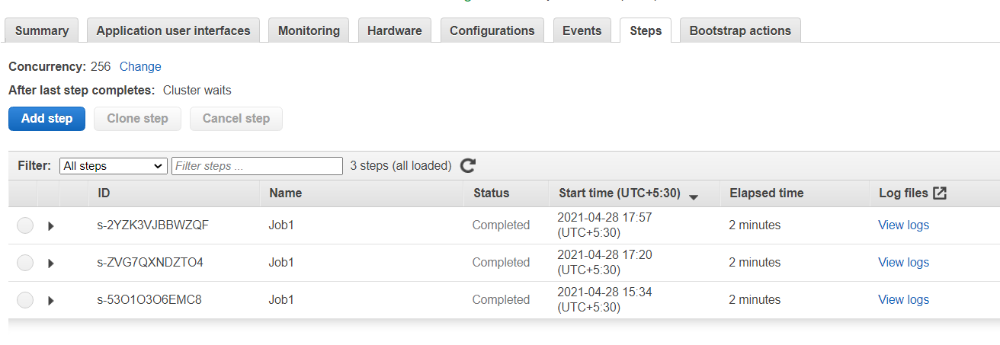 Summary Application user interfaces Monitoring Hardware Configurations Events Steps Bootstrap actions
Concurrency: 256 Change
After last step completes: Cluster waits
Add step Clone step Cancel step
Filter: All steps Filter steps ... 3 steps (all loaded)
ID Name Status Start time (UTC+5:30) Elapsed time Log files
s-2YZK3VJBBWZQF Job1 Completed 2021-04-28 17:57 (UTC+5:30) 2 minutes View logs
s-ZVG7QXNDZTO4 Job1 Completed 2021-04-28 17:20 (UTC+5:30) 2 minutes View logs
s-53O1O3O6EMC8 Job1 Completed 2021-04-28 15:34 (UTC+5:30) 2 minutes View logs